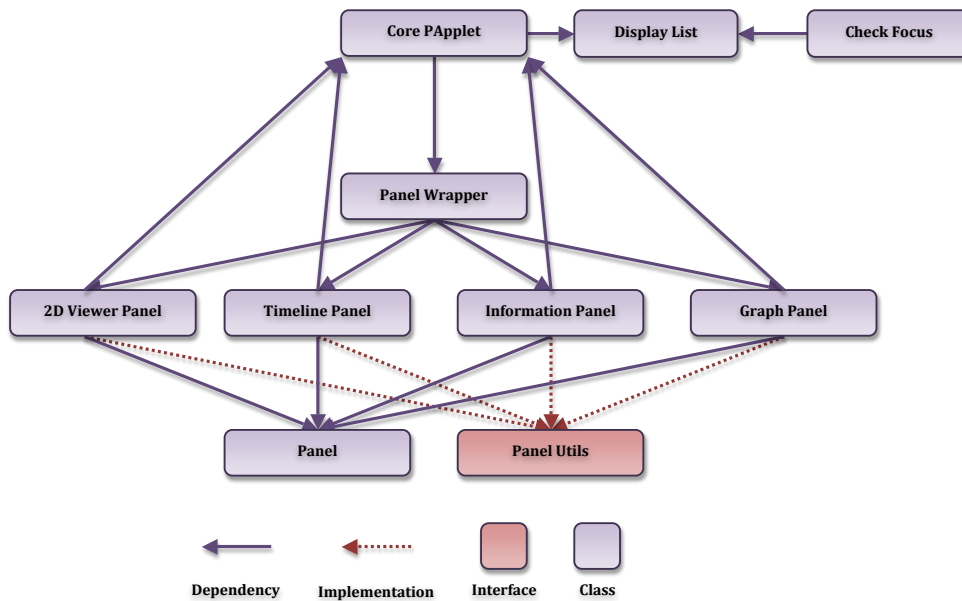 Core PApplet
Display List
Check Focus
Panel Wrapper
2D Viewer Panel
Timeline Panel
Information Panel
Graph Panel
Panel
Panel Utils
Dependency
Implementation
Interface
Class